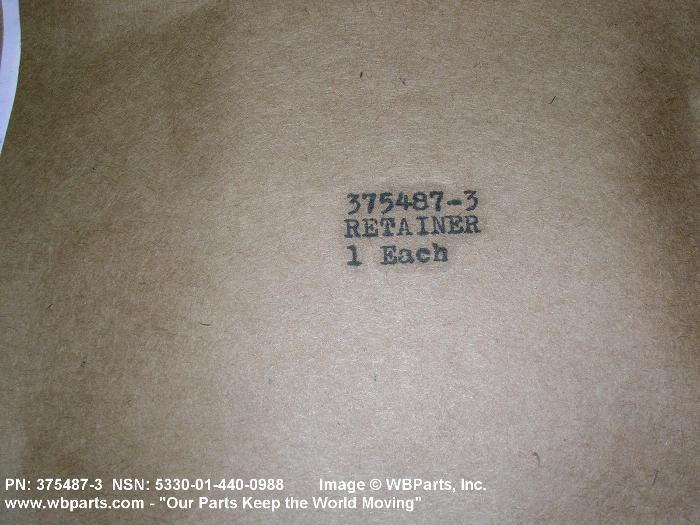 375487-3
RETAINER
1 Each
PN: 375487-3 NSN: 5330-01-440-0988 Image © WBParts, Inc.
www.wbparts.com - "Our Parts Keep the World Moving"